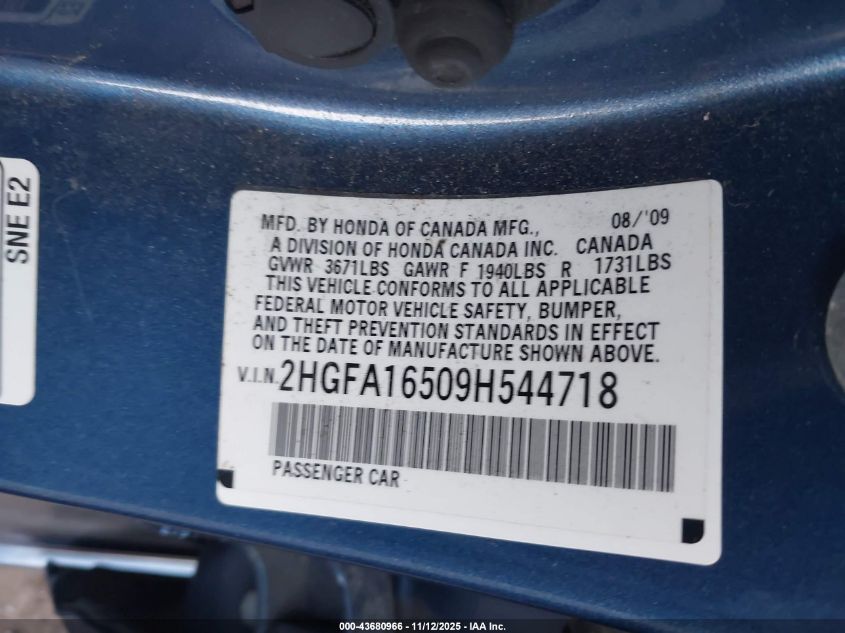 SNE E2
MFD. BY HONDA OF CANADA MFG., 08/'09
A DIVISION OF HONDA CANADA INC. CANADA
GVWR 3671LBS GAWR F 1940LBS R 1731LBS
THIS VEHICLE CONFORMS TO ALL APPLICABLE
FEDERAL MOTOR VEHICLE SAFETY, BUMPER,
AND THEFT PREVENTION STANDARDS IN EFFECT
ON THE DATE OF MANUFACTURE SHOWN ABOVE.
V.I.N. 2HGFA16509H544718
PASSENGER CAR
000-43680966 - 11/12/2025 - IAA Inc.